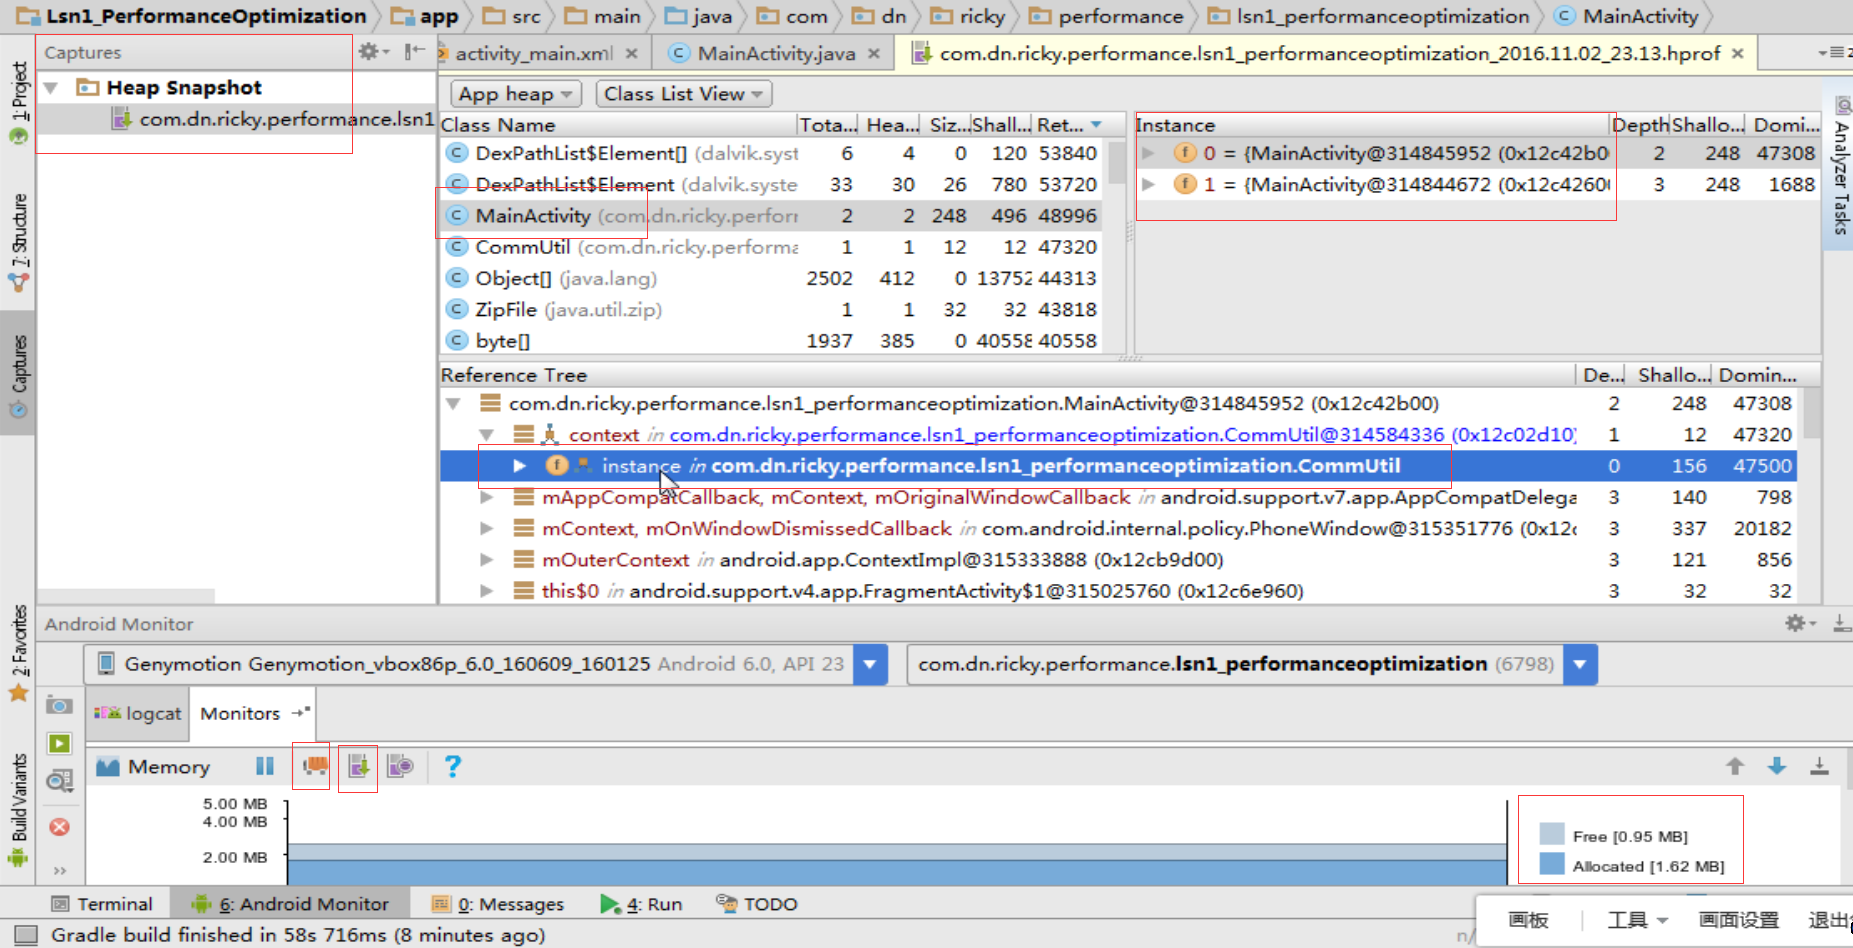 Lsn1_PerformanceOptimization app src main java com dn ricky performance lsn1_performanceoptimization MainActivity
Captures
activity_main.xml MainActivity.java com.dn.ricky.performance.lsn1_performanceoptimization_2016.11.02_23.13.hprof
Heap Snapshot
com.dn.ricky.performance.lsn1
App heap Class List View
Class Name Tota... Hea... Siz... Shall... Ret...
DexPathList$Element[] (dalvik.syst 6 4 0 120 53840
DexPathList$Element (dalvik.syste 33 30 26 780 53720
MainActivity (com.dn.ricky.perforr 2 2 248 496 48996
CommUtil (com.dn.ricky.performa 1 1 12 12 47320
Object[] (java.lang) 2502 412 0 13752 44313
ZipFile (java.util.zip) 1 1 32 32 43818
byte[] 1937 385 0 40558 40558
Instance Depth Shallo... Domi...
0 = {MainActivity@314845952 (0x12c42b0 2 248 47308
1 = {MainActivity@314844672 (0x12c4260 3 248 1688
Reference Tree De... Shallo... Domin...
com.dn.ricky.performance.lsn1_performanceoptimization.MainActivity@314845952 (0x12c42b00) 2 248 47308
context in com.dn.ricky.performance.lsn1_performanceoptimization.CommUtil@314584336 (0x12c02d10) 1 12 47320
instance in com.dn.ricky.performance.lsn1_performanceoptimization.CommUtil 0 156 47500
mAppCompatCallback, mContext, mOriginalWindowCallback in android.support.v7.app.AppCompatDelega 3 140 798
mContext, mOnWindowDismissedCallback in com.android.internal.policy.PhoneWindow@315351776 (0x12c 3 337 20182
mOuterContext in android.app.ContextImpl@315333888 (0x12cb9d00) 3 121 856
this$0 in android.support.v4.app.FragmentActivity$1@315025760 (0x12c6e960) 3 32 32
1: Project
7: Structure
Captures
2: Favorites
Build Variants
Analyzer Tasks
Android Monitor
Genymotion Genymotion_vbox86p_6.0_160609_160125 Android 6.0, API 23 com.dn.ricky.performance.lsn1_performanceoptimization (6798)
logcat Monitors
Memory ?
5.00 MB
4.00 MB
2.00 MB
Free [0.95 MB]
Allocated [1.62 MB]
Terminal 6: Android Monitor 0: Messages 4: Run TODO
画板 工具 画面设置 退出
Gradle build finished in 58s 716ms (8 minutes ago) n/